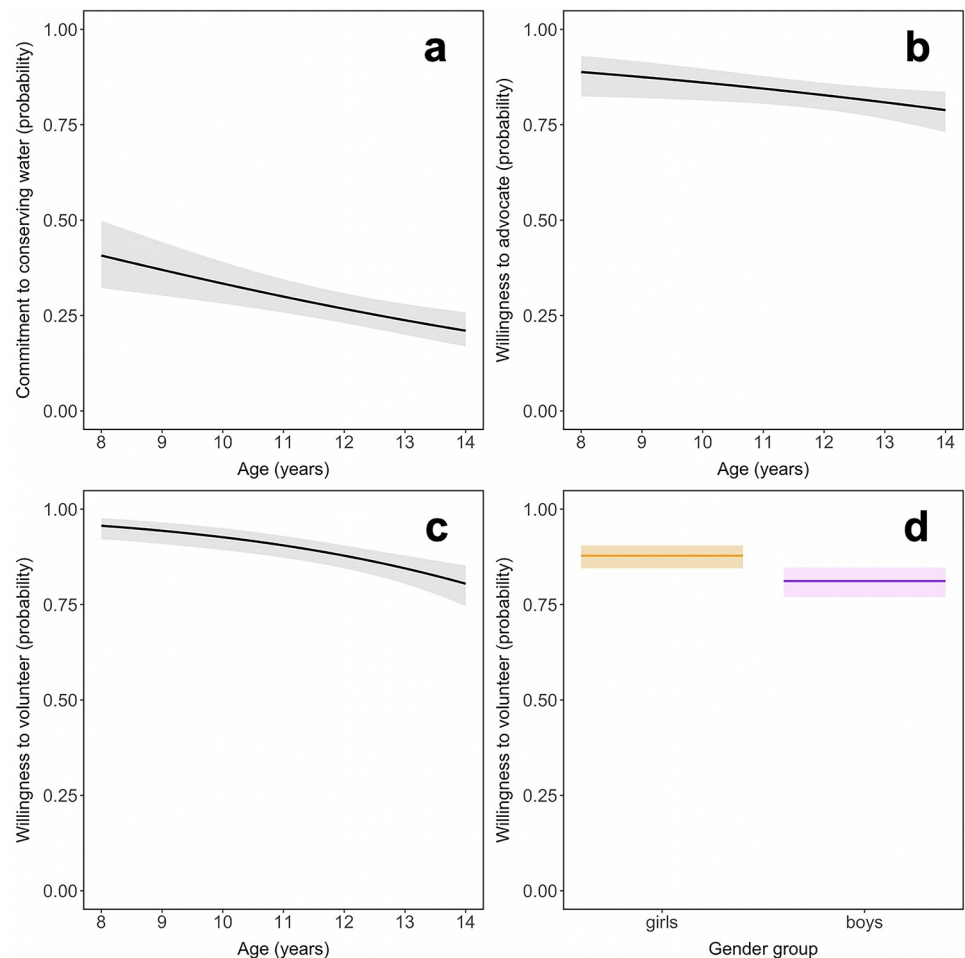 a
Commitment to conserving water (probability)
1.00
0.75
0.50
0.25
0.00
8 9 10 11 12 13 14
Age (years)
b
Willingness to advocate (probability)
1.00
0.75
0.50
0.25
0.00
8 9 10 11 12 13 14
Age (years)
c
Willingness to volunteer (probability)
1.00
0.75
0.50
0.25
0.00
8 9 10 11 12 13 14
Age (years)
d
Willingness to volunteer (probability)
1.00
0.75
0.50
0.25
0.00
girls boys
Gender group